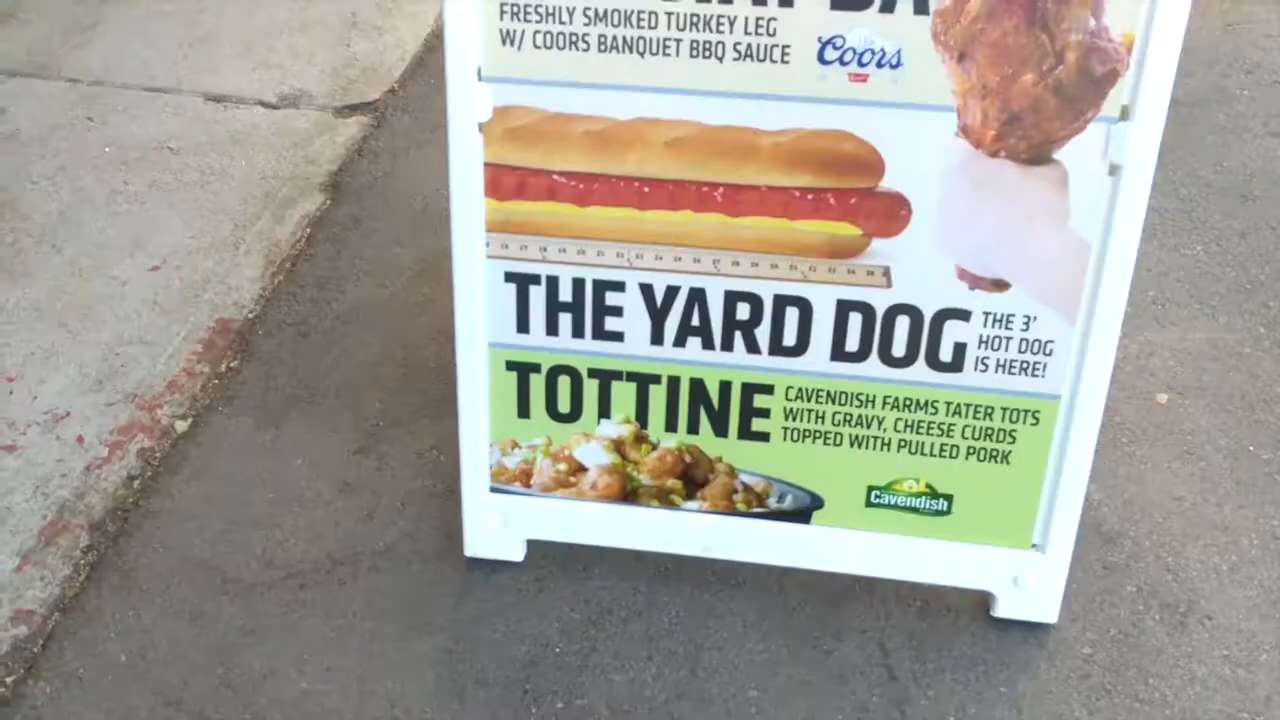 FRESHLY SMOKED TURKEY LEG
W/ COORS BANQUET BBQ SAUCE
Coors
THE YARD DOG
THE 3'
HOT DOG
IS HERE!
TOTTINE
CAVENDISH FARMS TATER TOTS
WITH GRAVY, CHEESE CURDS
TOPPED WITH PULLED PORK
Cavendish